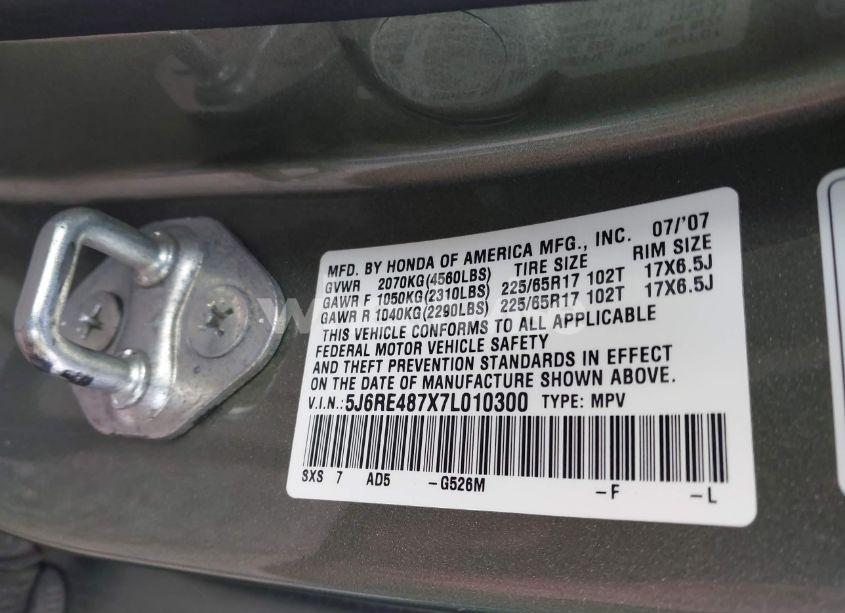 MFD. BY HONDA OF AMERICA MFG., INC. 07/'07
GVWR 2070KG(4560LBS) TIRE SIZE RIM SIZE
GAWR F 1050KG(2310LBS) 225/65R17 102T 17X6.5J
GAWR R 1040KG(2290LBS) 225/65R17 102T 17X6.5J
THIS VEHICLE CONFORMS TO ALL APPLICABLE
FEDERAL MOTOR VEHICLE SAFETY
AND THEFT PREVENTION STANDARDS IN EFFECT
ON THE DATE OF MANUFACTURE SHOWN ABOVE.
V.I.N.: 5J6RE487X7L010300 TYPE: MPV
SXS 7 AD5 -G526M -F -L